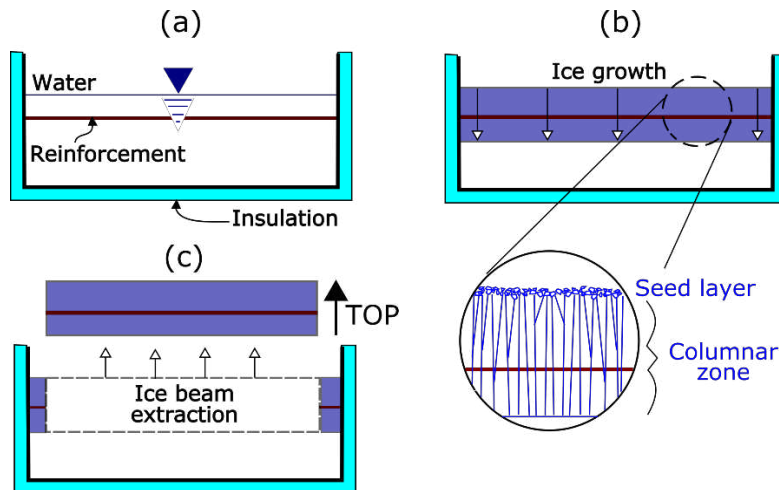 (a)
Water
Reinforcement
Insulation
(b)
Ice growth
Seed layer
Columnar
zone
(c)
TOP
Ice beam
extraction